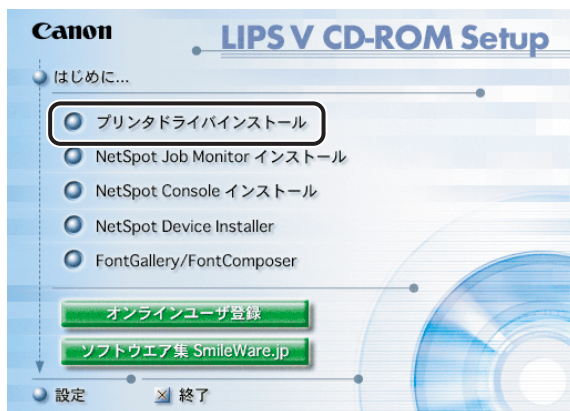 Canon
LIPS V CD-ROM Setup
はじめに...
プリンタドライバインストール
NetSpot Job Monitor インストール
NetSpot Console インストール
NetSpot Device Installer
FontGallery/FontComposer
オンラインユーザ登録
ソフトウエア集 SmileWare.jp
設定
終了